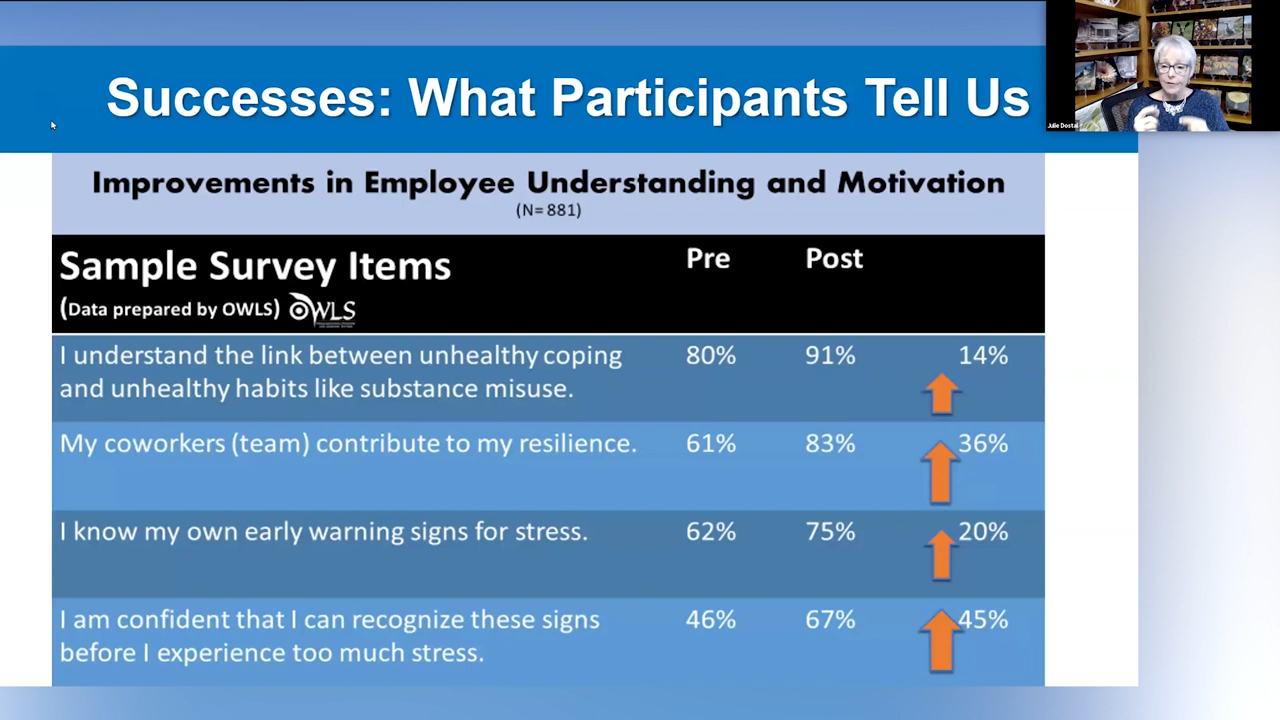 Successes: What Participants Tell Us
Julie Dostal
Improvements in Employee Understanding and Motivation
(N=881)
Sample Survey Items Pre Post
(Data prepared by OWLS) OWLS
I understand the link between unhealthy coping 80% 91% 14%
and unhealthy habits like substance misuse.
My coworkers (team) contribute to my resilience. 61% 83% 36%
I know my own early warning signs for stress. 62% 75% 20%
I am confident that I can recognize these signs 46% 67% 45%
before I experience too much stress.